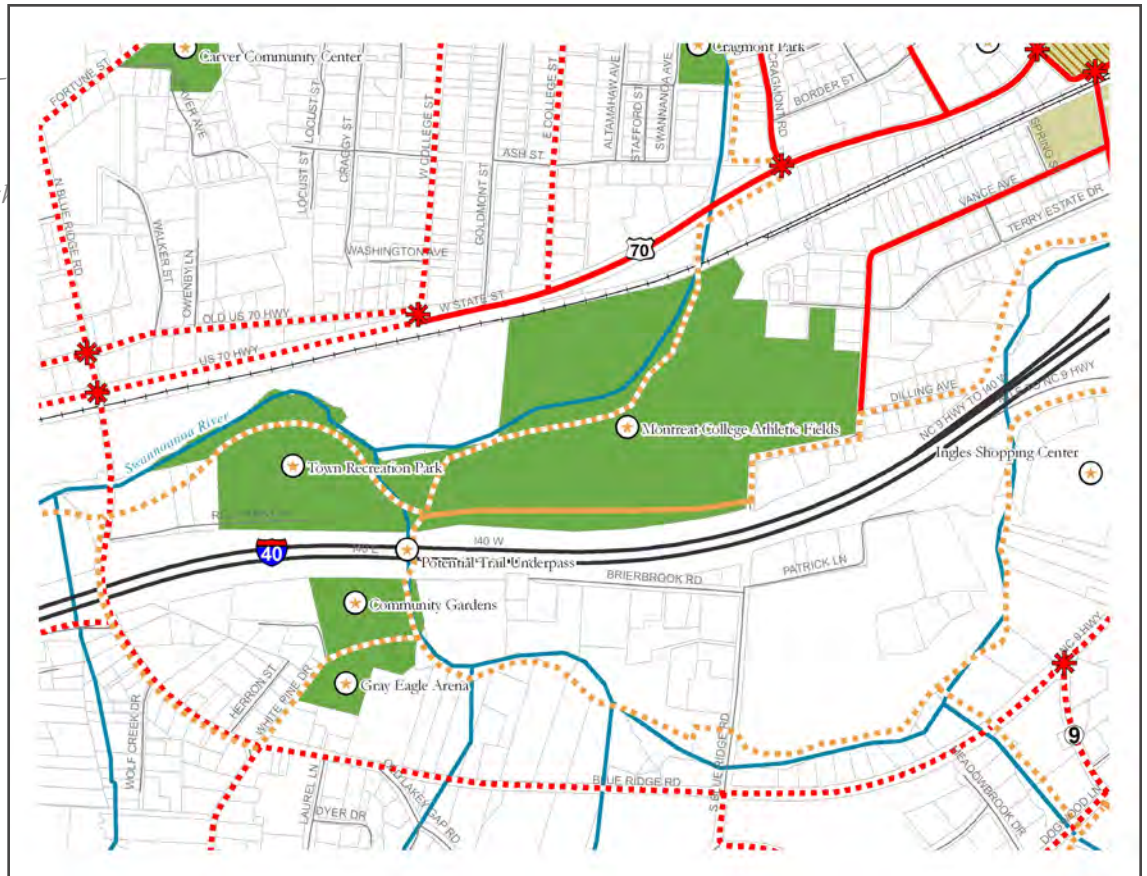 Carver Community Center
Cragmont Park
FORTUNE ST
LOCUST ST
LOCUST ST
CRAGGY ST
W COLLEGE ST
E COLLEGE ST
GOLDMONT ST
ASH ST
ALTAMAHAW AVE
STAFFORD ST
SWANNANOA AVE
CRAGMONT RD
BORDER ST
VANCE AVE
TERRY ESTATE DR
N BLUE RIDGE RD
WALKER ST
OWENBY LN
WASHINGTON AVE
70
W STATE ST
OLD US 70 HWY
US 70 HWY
DILLING AVE
NC 9 HWY TO I40 W
Swannanoa River
Montreat College Athletic Fields
Town Recreation Park
Ingles Shopping Center
40
I40 E
I40 W
Potential Trail Underpass
BRIERBROOK RD
PATRICK LN
Community Gardens
Gray Eagle Arena
HERRON ST
WHITE PINE DR
WOLF CREEK DR
NC 9 HWY
9
BLUE RIDGE RD
S BLUE RIDGE RD
LAUREL LN
DYER DR
OLD LAKEY GAP RD
MEADOWBROOK DR
DOGWOOD LN